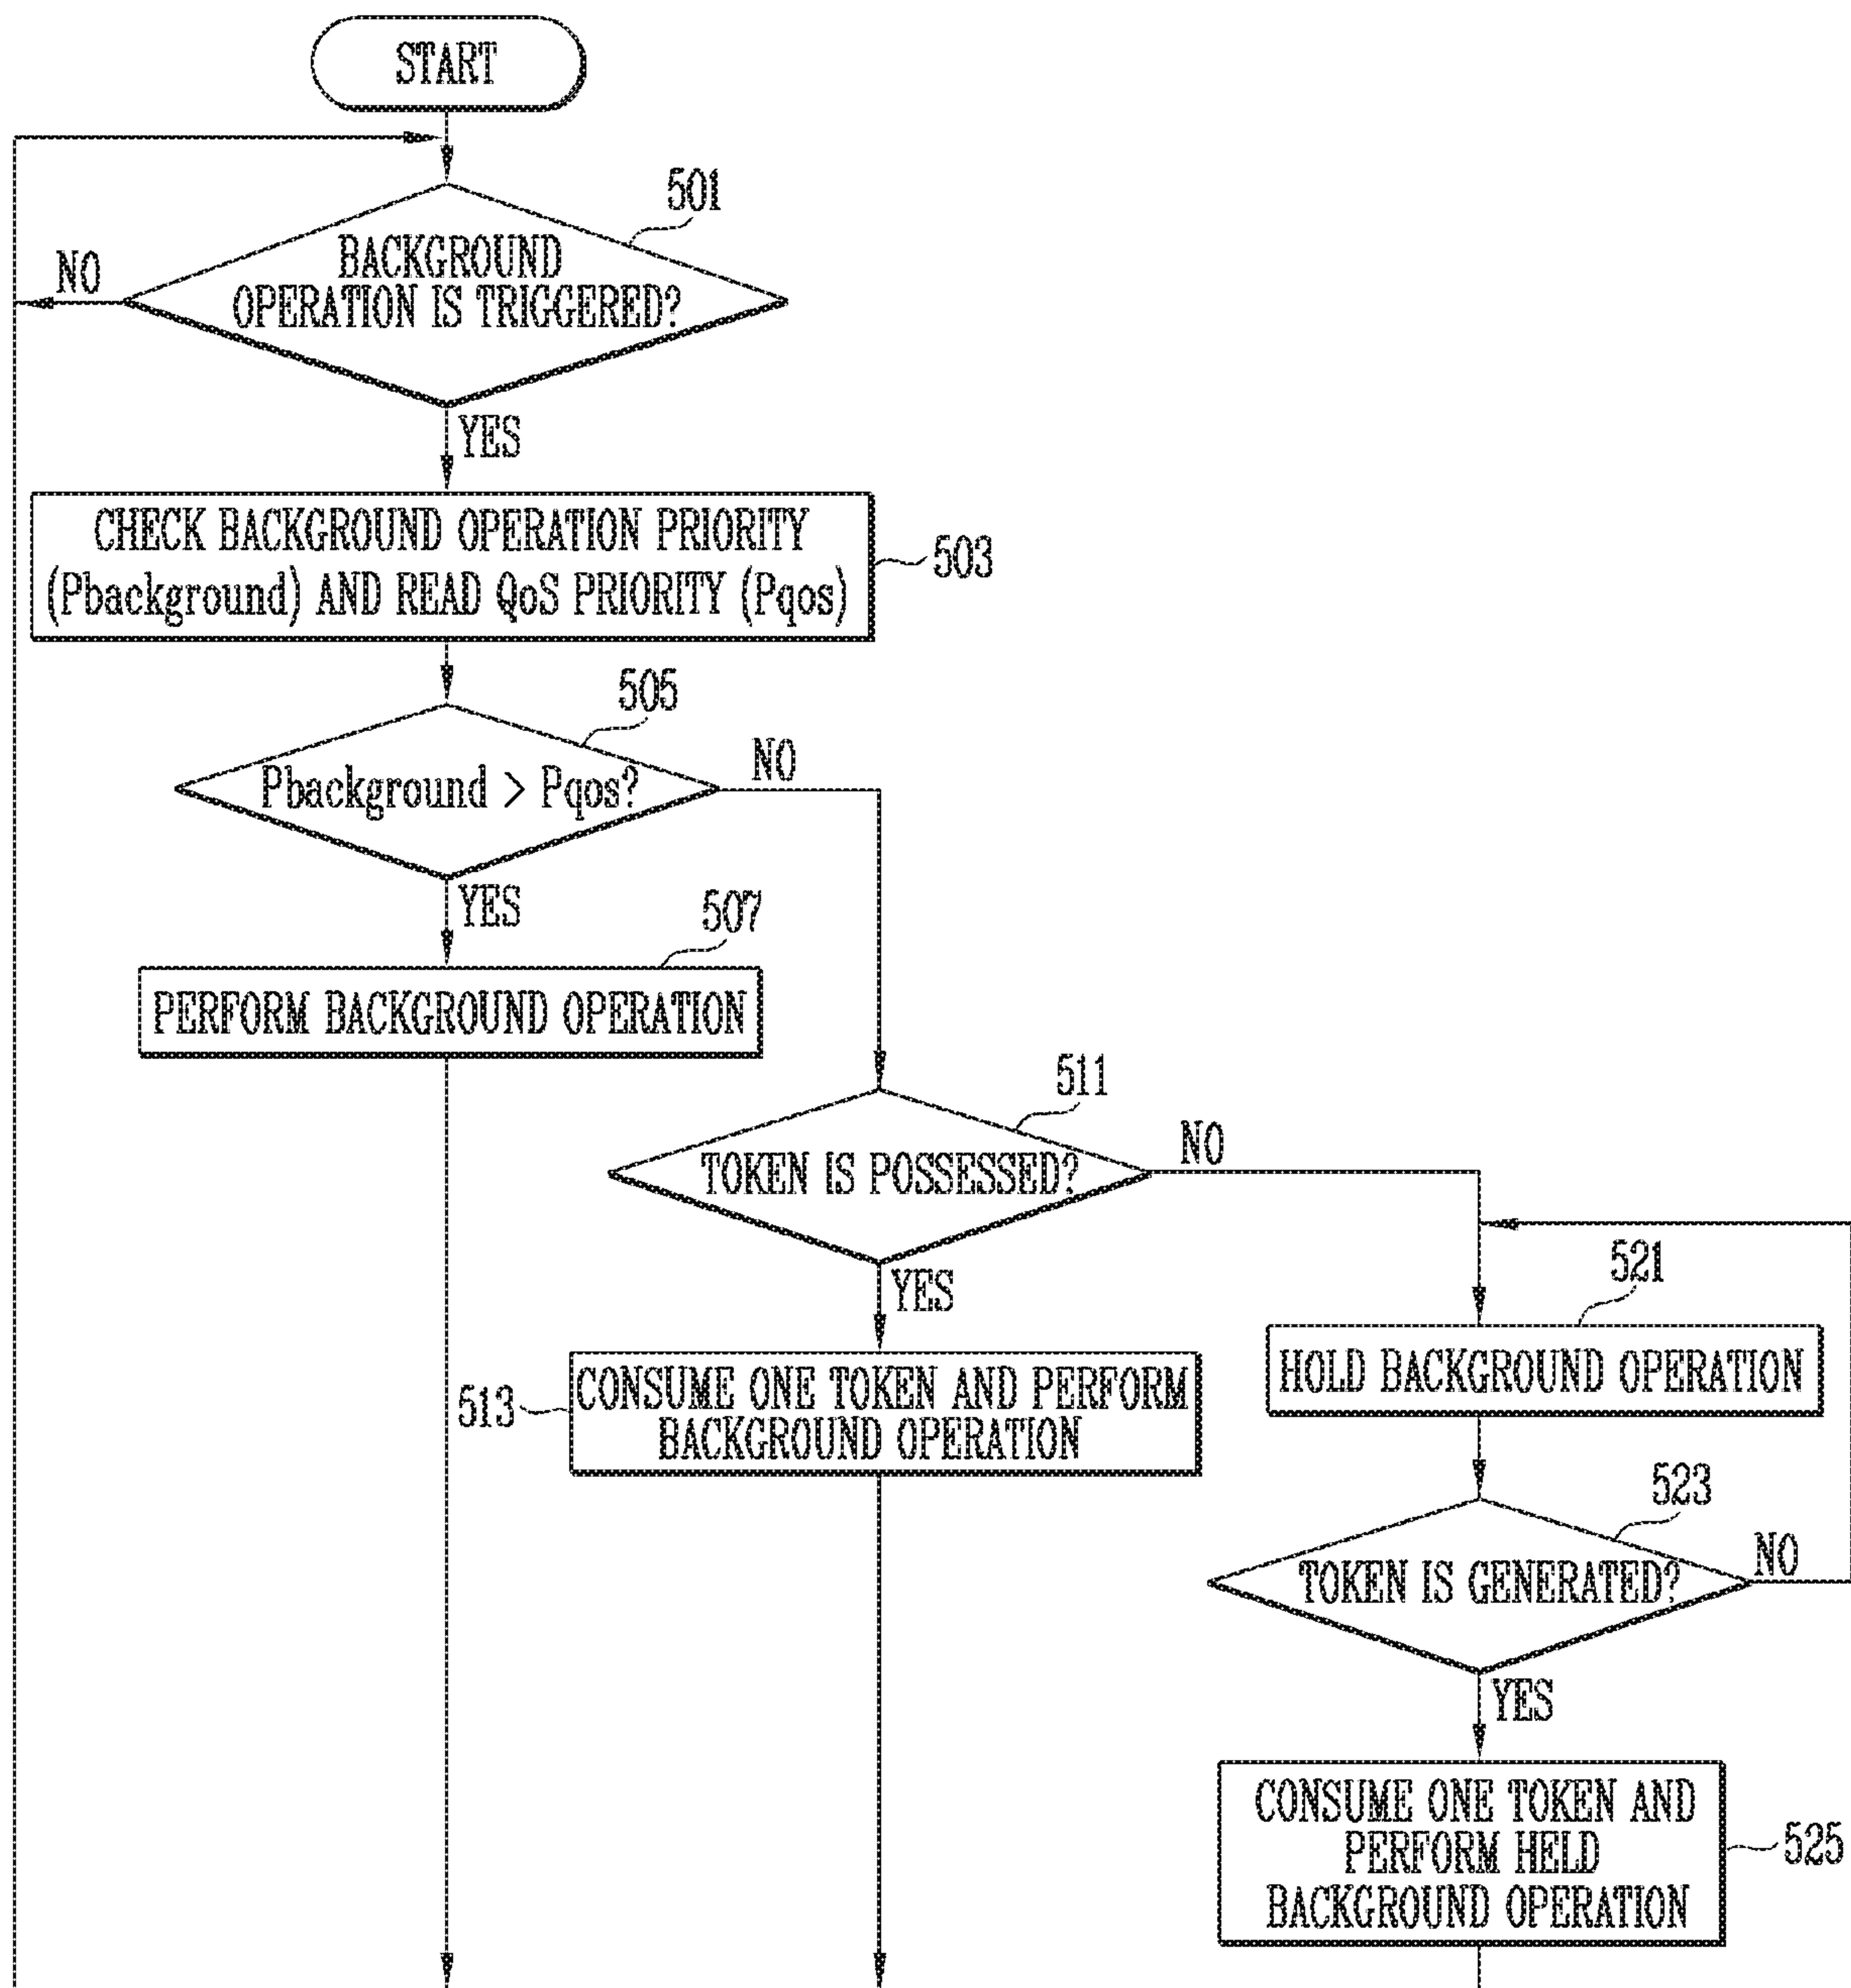 START
501
BACKGROUND
OPERATION IS TRIGGERED?
NO
YES
CHECK BACKGROUND OPERATION PRIORITY
(Pbackground) AND READ QoS PRIORITY (Pqos)
503
505
Pbackground > Pqos?
NO
YES
507
PERFORM BACKGROUND OPERATION
511
TOKEN IS POSSESSED?
NO
YES
513
CONSUME ONE TOKEN AND PERFORM
BACKGROUND OPERATION
521
HOLD BACKGROUND OPERATION
523
TOKEN IS GENERATED?
NO
YES
CONSUME ONE TOKEN AND
PERFORM HELD
BACKGROUND OPERATION
525